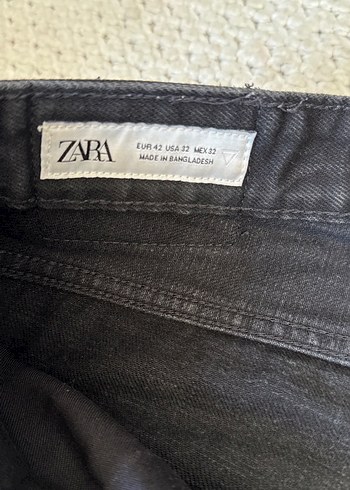 ZARA
EUR 42 USA 32 MEX 32
MADE IN BANGLADESH